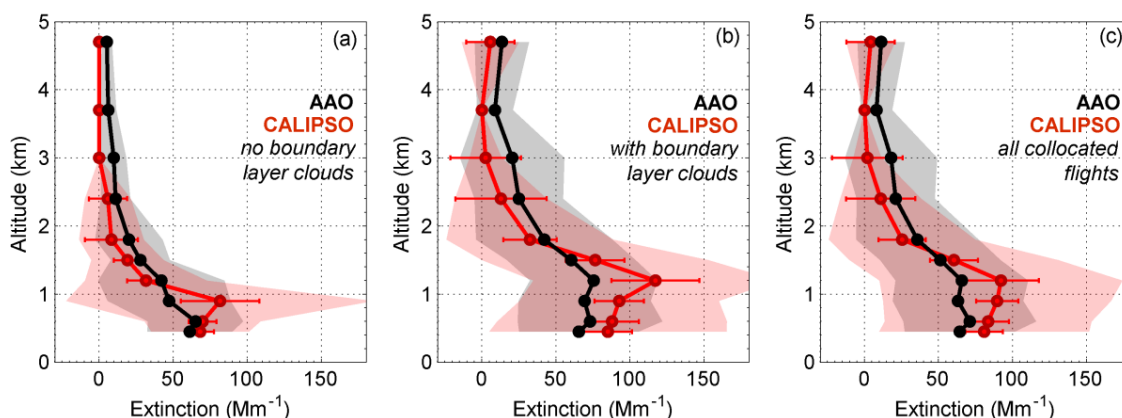 5
4
3
2
1
0
Altitude (km)
(a)
AAO
CALIPSO
no boundary
layer clouds
0 50 100 150
Extinction (Mm-1)
5
4
3
2
1
0
Altitude (km)
(b)
AAO
CALIPSO
with boundary
layer clouds
0 50 100 150
Extinction (Mm-1)
5
4
3
2
1
0
Altitude (km)
(c)
AAO
CALIPSO
all collocated
flights
0 50 100 150
Extinction (Mm-1)